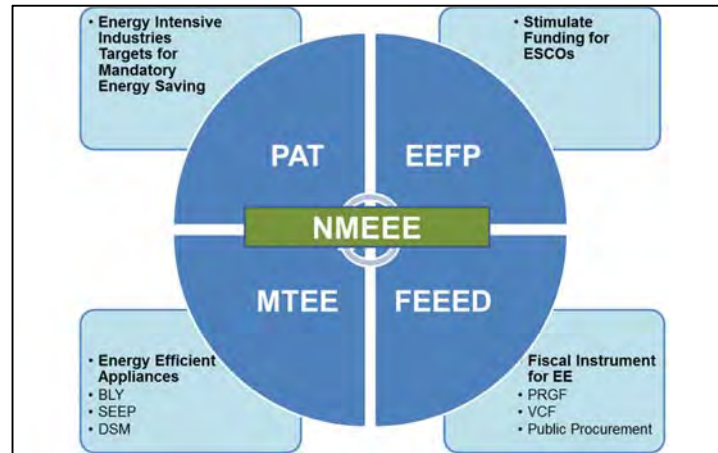 • Energy Intensive
Industries
Targets for
Mandatory
Energy Saving
• Stimulate
Funding for
ESCOs
PAT
EEFP
NMEEE
MTEE
FEEED
• Energy Efficient
Appliances
• BLY
• SEEP
• DSM
• Fiscal Instrument
for EE
• PRGF
• VCF
• Public Procurement